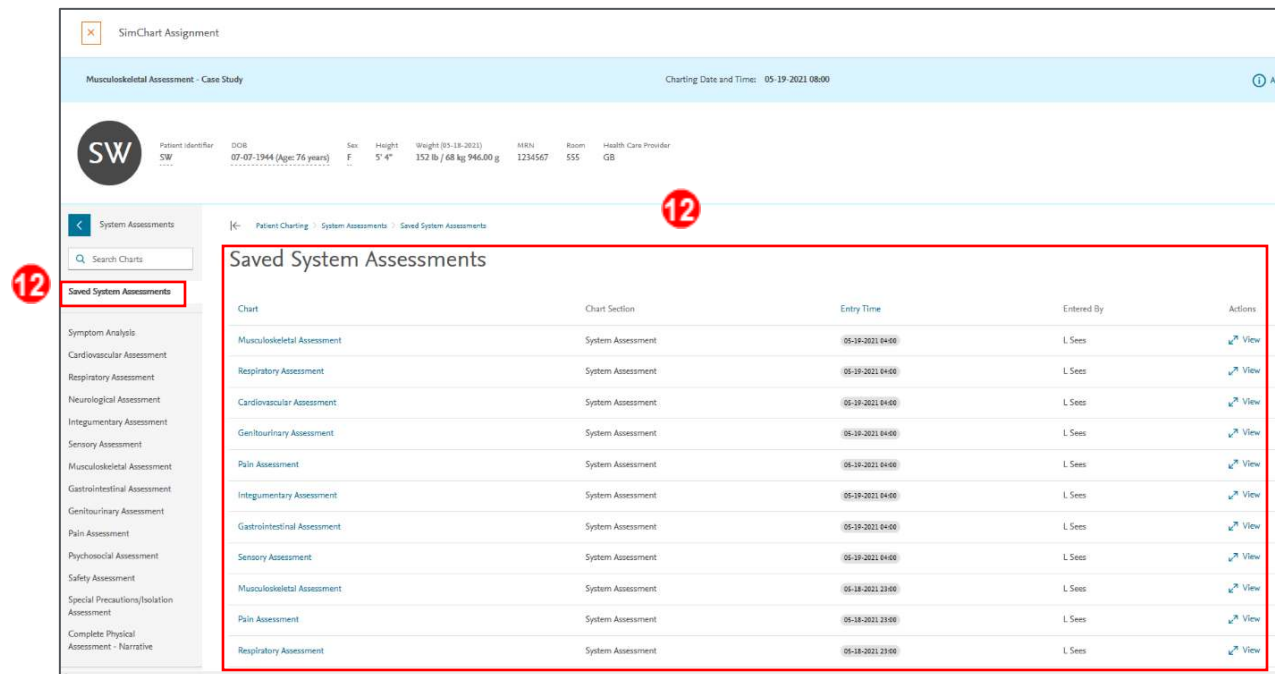 × SimChart Assignment
Musculoskeletal Assessment - Case Study Charting Date and Time: 05-19-2021 08:00 A
SW
Patient Identifier DOB Sex Height Weight (05-18-2021) MRN Room Health Care Provider
SW 07-07-1944 (Age: 76 years) F 5' 4" 152 lb / 68 kg 946.00 g 1234567 555 GB
12
System Assessments
Patient Charting > System Assessments > Saved System Assessments
Search Charts
12
Saved System Assessments
Symptom Analysis
Cardiovascular Assessment
Respiratory Assessment
Neurological Assessment
Integumentary Assessment
Sensory Assessment
Musculoskeletal Assessment
Gastrointestinal Assessment
Genitourinary Assessment
Pain Assessment
Psychosocial Assessment
Safety Assessment
Special Precautions/Isolation
Assessment
Complete Physical
Assessment - Narrative
Saved System Assessments
Chart Chart Section Entry Time Entered By Actions
Musculoskeletal Assessment System Assessment 05-19-2021 04:00 L Sees View
Respiratory Assessment System Assessment 05-19-2021 04:00 L Sees View
Cardiovascular Assessment System Assessment 05-19-2021 04:00 L Sees View
Genitourinary Assessment System Assessment 05-19-2021 04:00 L Sees View
Pain Assessment System Assessment 05-19-2021 04:00 L Sees View
Integumentary Assessment System Assessment 05-19-2021 04:00 L Sees View
Gastrointestinal Assessment System Assessment 05-19-2021 04:00 L Sees View
Sensory Assessment System Assessment 05-19-2021 04:00 L Sees View
Musculoskeletal Assessment System Assessment 05-18-2021 23:00 L Sees View
Pain Assessment System Assessment 05-18-2021 23:00 L Sees View
Respiratory Assessment System Assessment 05-18-2021 23:00 L Sees View